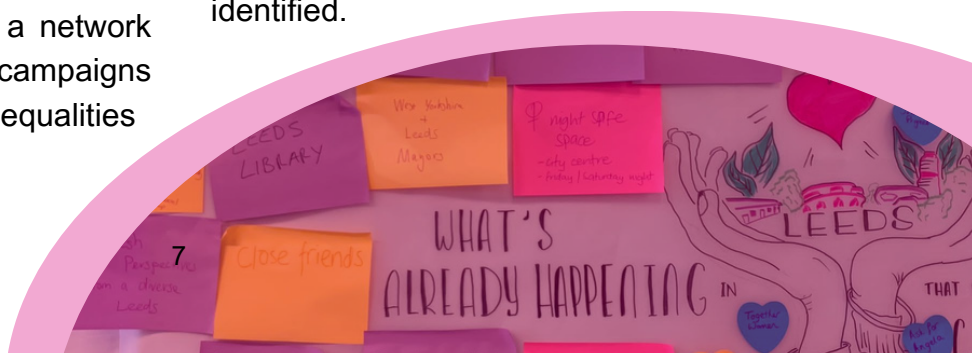 a network
campaigns
equalities
identified.
LEEDS
LIBRARY
West Yorkshire
+
Leeds
Mayors
night safe
space
-city centre
-Friday/Saturday night
7
Perspective
on a diverse
Leeds
Close friends
WHAT'S
ALREADY HAPPENING
IN
LEEDS
THAT
Together
Women
Ask for
Angela